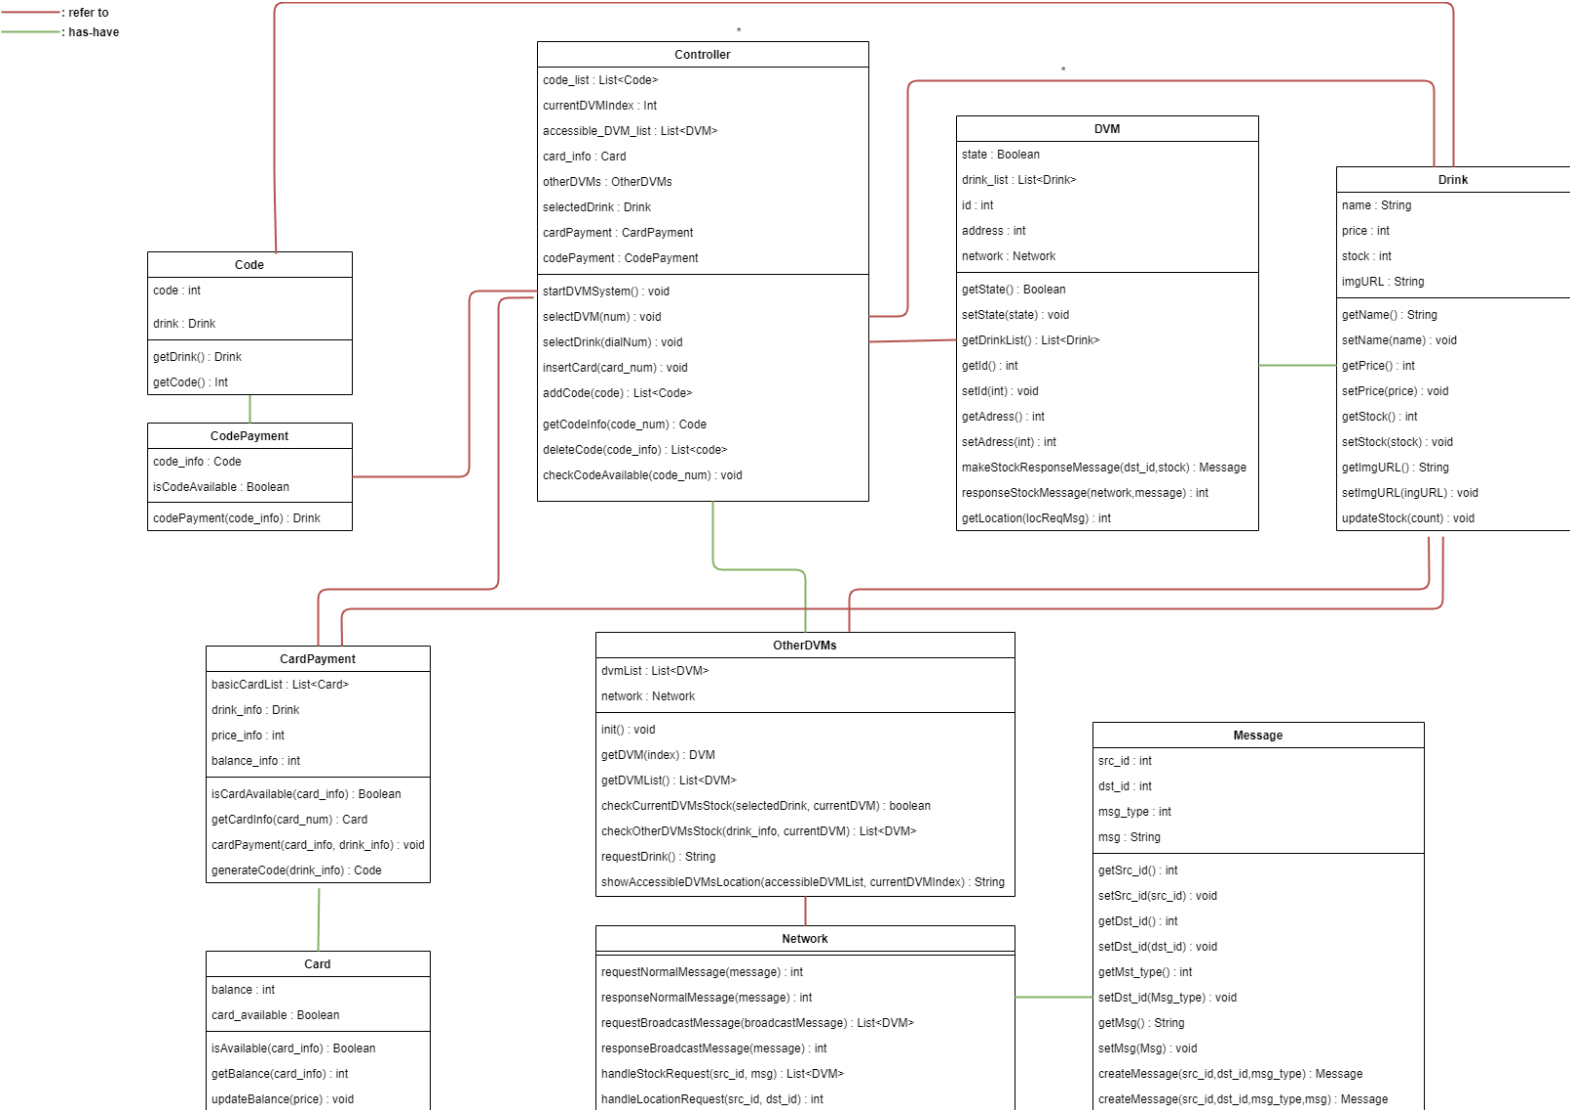 : refer to
: has-have
*
*
Controller
code_list : List<Code>
currentDVMIndex : Int
accessible_DVM_list : List<DVM>
card_info : Card
otherDVMs : OtherDVMs
selectedDrink : Drink
cardPayment : CardPayment
codePayment : CodePayment
startDVMSystem() : void
selectDVM(num) : void
selectDrink(dialNum) : void
insertCard(card_num) : void
addCode(code) : List<Code>
getCodeInfo(code_num) : Code
deleteCode(code_info) : List<code>
checkCodeAvailable(code_num) : void
DVM
state : Boolean
drink_list : List<Drink>
id : int
address : int
network : Network
getState() : Boolean
setState(state) : void
getDrinkList() : List<Drink>
getId() : int
setId(int) : void
getAdress() : int
setAdress(int) : int
makeStockResponseMessage(dst_id,stock) : Message
responseStockMessage(network,message) : int
getLocation(locReqMsg) : int
Drink
name : String
price : int
stock : int
imgURL : String
getName() : String
setName(name) : void
getPrice() : int
setPrice(price) : void
getStock() : int
setStock(stock) : void
getImgURL() : String
setImgURL(ingURL) : void
updateStock(count) : void
Code
code : int
drink : Drink
getDrink() : Drink
getCode() : Int
CodePayment
code_info : Code
isCodeAvailable : Boolean
codePayment(code_info) : Drink
CardPayment
basicCardList : List<Card>
drink_info : Drink
price_info : int
balance_info : int
isCardAvailable(card_info) : Boolean
getCardInfo(card_num) : Card
cardPayment(card_info, drink_info) : void
generateCode(drink_info) : Code
OtherDVMs
dvmList : List<DVM>
network : Network
init() : void
getDVM(index) : DVM
getDVMList() : List<DVM>
checkCurrentDVMsStock(selectedDrink, currentDVM) : boolean
checkOtherDVMsStock(drink_info, currentDVM) : List<DVM>
requestDrink() : String
showAccessibleDVMsLocation(accessibleDVMList, currentDVMIndex) : String
Message
src_id : int
dst_id : int
msg_type : int
msg : String
getSrc_id() : int
setSrc_id(src_id) : void
getDst_id() : int
setDst_id(dst_id) : void
getMst_type() : int
setDst_id(Msg_type) : void
getMsg() : String
setMsg(Msg) : void
createMessage(src_id,dst_id,msg_type) : Message
createMessage(src_id,dst_id,msg_type,msg) : Message
Card
balance : int
card_available : Boolean
isAvailable(card_info) : Boolean
getBalance(card_info) : int
updateBalance(price) : void
Network
requestNormalMessage(message) : int
responseNormalMessage(message) : int
requestBroadcastMessage(broadcastMessage) : List<DVM>
responseBroadcastMessage(message) : int
handleStockRequest(src_id, msg) : List<DVM>
handleLocationRequest(src_id, dst_id) : int